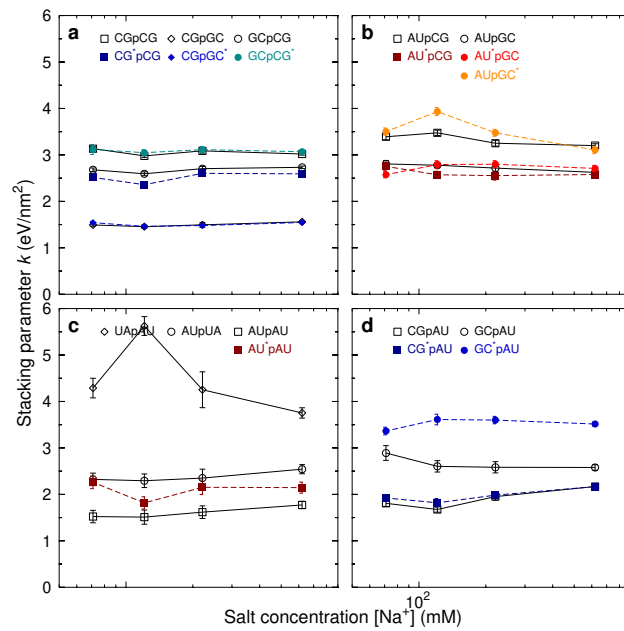 a CGpCG CGpGC GCpCG
CG*pCG CGpGC* GCpCG*
b AUpCG AUpGC
AU*pCG AU*pGC
AUpGC*
6
5
4
3
2
1
0
c UApAU AUpUA AUpAU
AU*pAU
d CGpAU GCpAU
CG*pAU GC*pAU
6
5
4
3
2
1
0
10²
Stacking parameter k (eV/nm²)
Salt concentration [Na⁺] (mM)